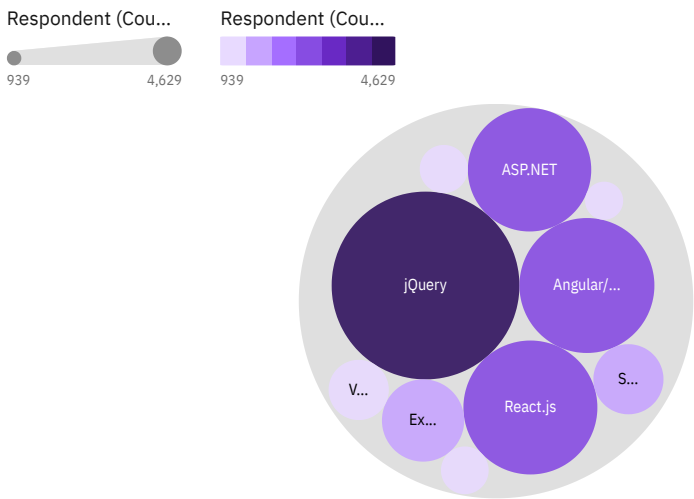 Respondent (Cou...
Respondent (Cou...
939
4,629
939
4,629
ASP.NET
jQuery
Angular/...
S...
V...
React.js
Ex...